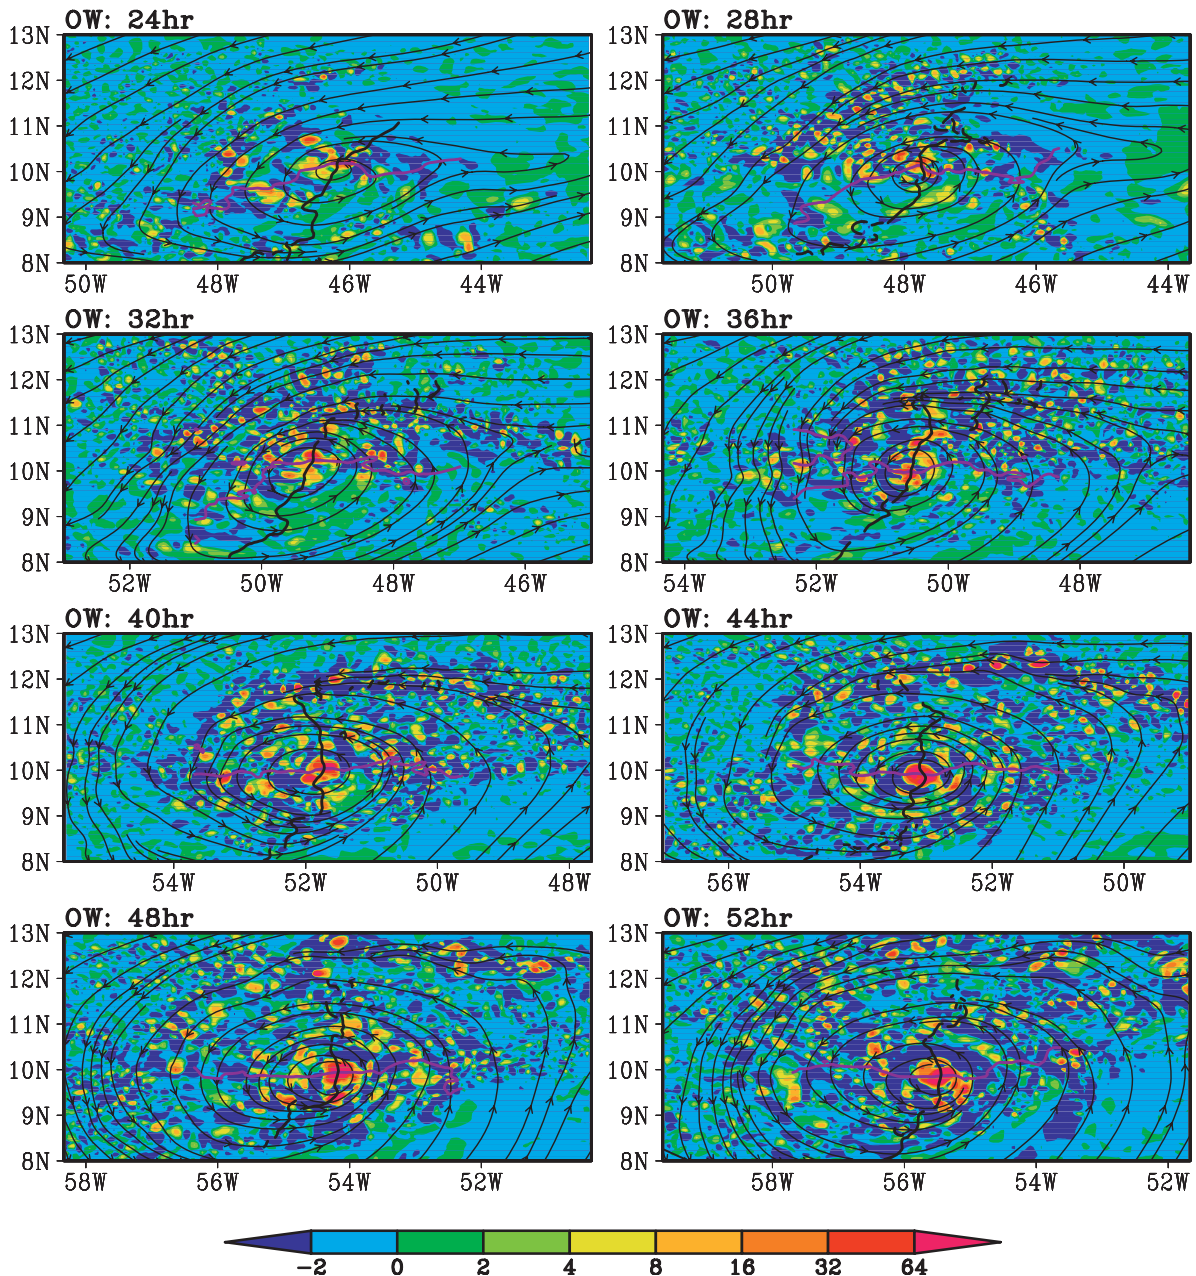 OW: 24hr
13N
12N
11N
10N
9N
8N
50W 48W 46W 44W
OW: 28hr
13N
12N
11N
10N
9N
8N
50W 48W 46W 44W
OW: 32hr
13N
12N
11N
10N
9N
8N
52W 50W 48W 46W
OW: 36hr
13N
12N
11N
10N
9N
8N
54W 52W 50W 48W
OW: 40hr
13N
12N
11N
10N
9N
8N
54W 52W 50W 48W
OW: 44hr
13N
12N
11N
10N
9N
8N
56W 54W 52W 50W
OW: 48hr
13N
12N
11N
10N
9N
8N
58W 56W 54W 52W
OW: 52hr
13N
12N
11N
10N
9N
8N
58W 56W 54W 52W
−2 0 2 4 8 16 32 64